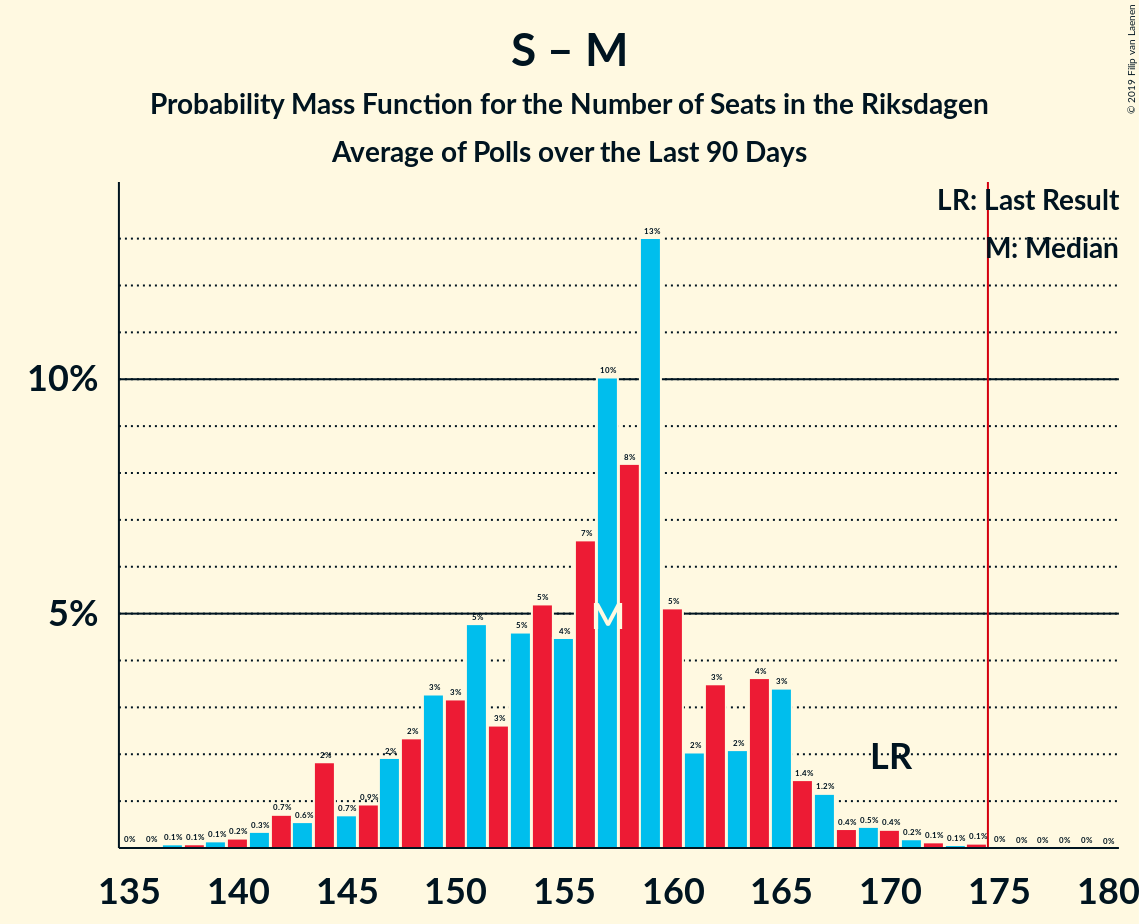 S – M
Probability Mass Function for the Number of Seats in the Riksdagen
Average of Polls over the Last 90 Days
© 2019 Filip van Laenen
LR: Last Result
M: Median
10%
5%
0% 0% 0.1% 0.1% 0.1% 0.2% 0.3% 0.7% 0.6% 2% 0.7% 0.9% 2% 2% 3% 3% 5% 3% 5% 5% 4% 7% 10% 8% 13% 5% 2% 3% 2% 4% 3% 1.4% 1.2% 0.4% 0.5% 0.4% 0.2% 0.1% 0.1% 0.1% 0% 0% 0% 0% 0% 0%
M
LR
135 140 145 150 155 160 165 170 175 180